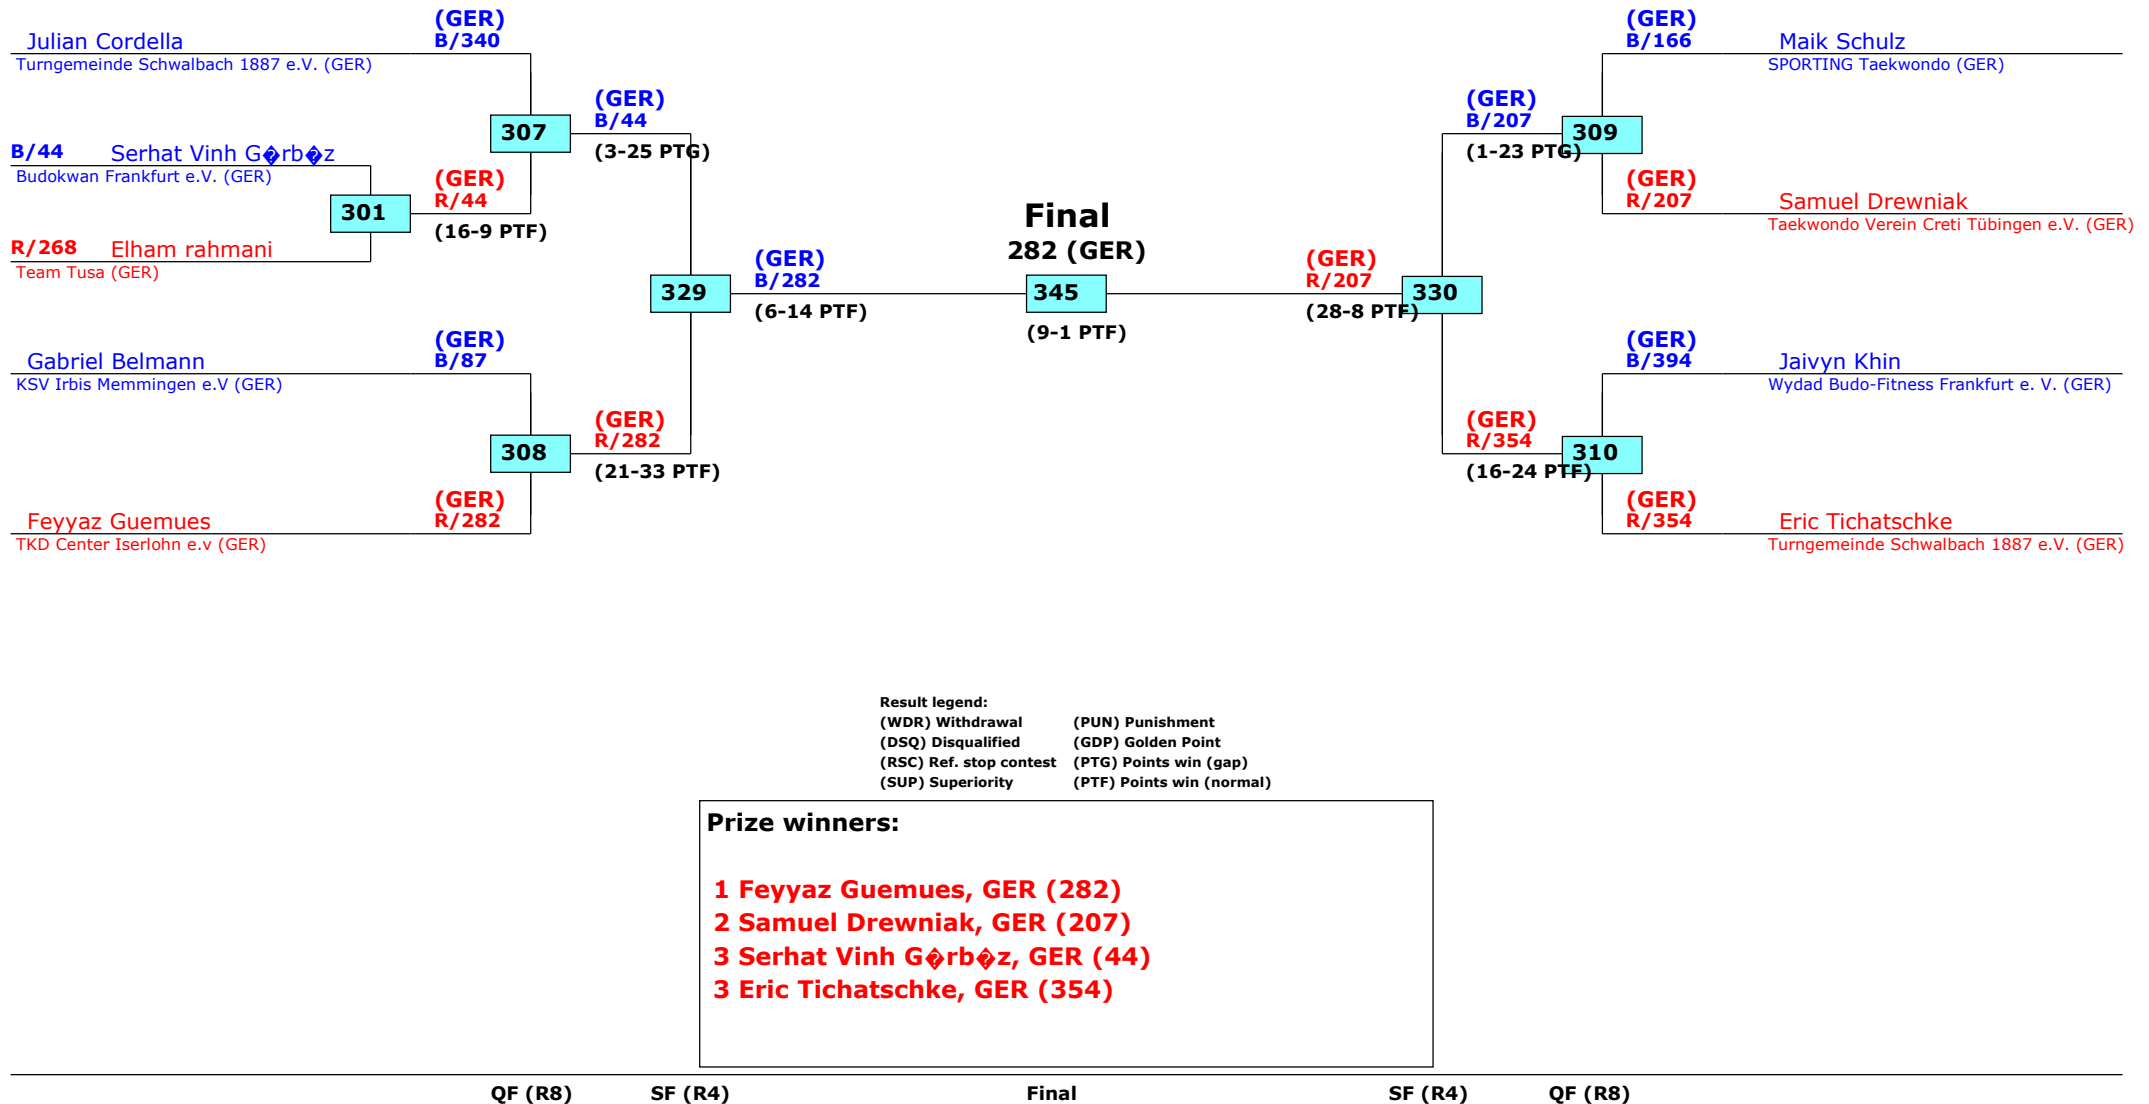 (GER)
B/340
Julian Cordella
Turngemeinde Schwalbach 1887 e.V. (GER)
307
(GER)
B/44
(3-25 PTG)
B/44 Serhat Vinh G�rb�z
Budokwan Frankfurt e.V. (GER)
301
(GER)
R/44
(16-9 PTF)
R/268 Elham rahmani
Team Tusa (GER)
329
(GER)
B/282
(6-14 PTF)
(GER)
B/87
Gabriel Belmann
KSV Irbis Memmingen e.V (GER)
308
(GER)
R/282
(21-33 PTF)
(GER)
R/282
Feyyaz Guemues
TKD Center Iserlohn e.v (GER)
Final
282 (GER)
345
(9-1 PTF)
(GER)
R/207
(28-8 PTF)
330
(GER)
B/166
Maik Schulz
SPORTING Taekwondo (GER)
(GER)
B/207
(1-23 PTG)
309
(GER)
R/207
Samuel Drewniak
Taekwondo Verein Creti Tübingen e.V. (GER)
(GER)
B/394
Jaivyn Khin
Wydad Budo-Fitness Frankfurt e. V. (GER)
(GER)
R/354
(16-24 PTF)
310
(GER)
R/354
Eric Tichatschke
Turngemeinde Schwalbach 1887 e.V. (GER)
Result legend:
(WDR) Withdrawal (PUN) Punishment
(DSQ) Disqualified (GDP) Golden Point
(RSC) Ref. stop contest (PTG) Points win (gap)
(SUP) Superiority (PTF) Points win (normal)
Prize winners:
1 Feyyaz Guemues, GER (282)
2 Samuel Drewniak, GER (207)
3 Serhat Vinh G�rb�z, GER (44)
3 Eric Tichatschke, GER (354)
QF (R8) SF (R4) Final SF (R4) QF (R8)